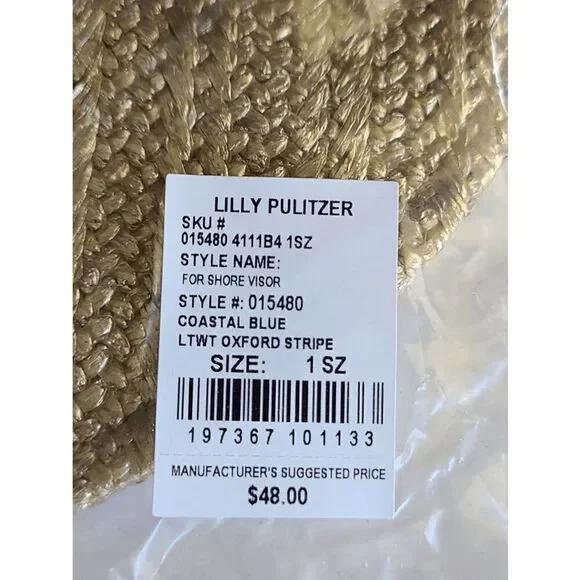 LILLY PULITZER
SKU #
015480 4111B4 1SZ
STYLE NAME:
FOR SHORE VISOR
STYLE #: 015480
COASTAL BLUE
LTWT OXFORD STRIPE
SIZE: 1 SZ
197367 101133
MANUFACTURER'S SUGGESTED PRICE
$48.00